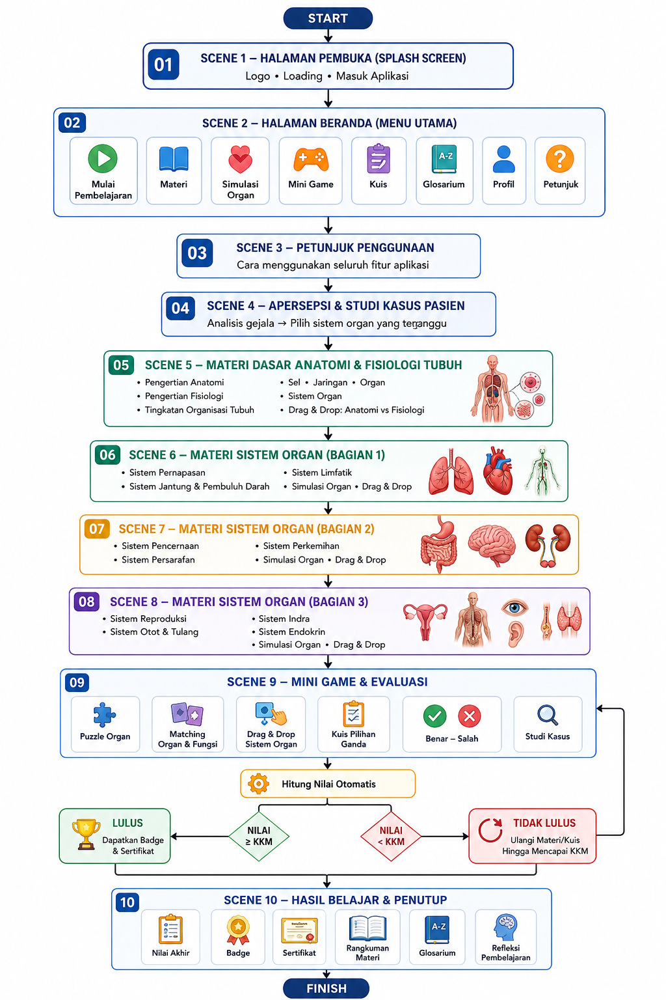 START
01
SCENE 1 – HALAMAN PEMBUKA (SPLASH SCREEN)
Logo • Loading • Masuk Aplikasi
02
SCENE 2 – HALAMAN BERANDA (MENU UTAMA)
Mulai
Pembelajaran
Materi
Simulasi
Organ
Mini Game
Kuis
A-Z
Glosarium
Profil
?
Petunjuk
03
SCENE 3 – PETUNJUK PENGGUNAAN
Cara menggunakan seluruh fitur aplikasi
04
SCENE 4 – APERSEPSI & STUDI KASUS PASIEN
Analisis gejala → Pilih sistem organ yang terganggu
05
SCENE 5 – MATERI DASAR ANATOMI & FISIOLOGI TUBUH
• Pengertian Anatomi
• Pengertian Fisiologi
• Tingkatan Organisasi Tubuh
• Sel • Jaringan • Organ
• Sistem Organ
• Drag & Drop: Anatomi vs Fisiologi
06
SCENE 6 – MATERI SISTEM ORGAN (BAGIAN 1)
• Sistem Pernapasan
• Sistem Jantung & Pembuluh Darah
• Sistem Limfatik
• Simulasi Organ • Drag & Drop
07
SCENE 7 – MATERI SISTEM ORGAN (BAGIAN 2)
• Sistem Pencernaan
• Sistem Persarafan
• Sistem Perkemihan
• Simulasi Organ • Drag & Drop
08
SCENE 8 – MATERI SISTEM ORGAN (BAGIAN 3)
• Sistem Reproduksi
• Sistem Otot & Tulang
• Sistem Indra
• Sistem Endokrin
• Simulasi Organ • Drag & Drop
09
SCENE 9 – MINI GAME & EVALUASI
Puzzle Organ
Matching
Organ & Fungsi
Drag & Drop
Sistem Organ
Kuis Pilihan
Ganda
Benar – Salah
Studi Kasus
Hitung Nilai Otomatis
LULUS
Dapatkan Badge
& Sertifikat
NILAI
≥ KKM
NILAI
< KKM
TIDAK LULUS
Ulangi Materi/Kuis
Hingga Mencapai KKM
10
SCENE 10 – HASIL BELAJAR & PENUTUP
Nilai Akhir
Badge
Sertifikat
Rangkuman
Materi
A-Z
Glosarium
Refleksi
Pembelajaran
FINISH